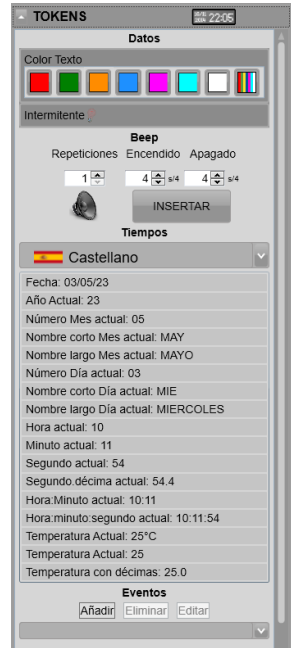 TOKENS 22:05
Datos
Color Texto
Intermitente
Beep
Repeticiones Encendido Apagado
1 4 s/4 4 s/4
INSERTAR
Tiempos
Castellano
Fecha: 03/05/23
Año Actual: 23
Número Mes actual: 05
Nombre corto Mes actual: MAY
Nombre largo Mes actual: MAYO
Número Día actual: 03
Nombre corto Día actual: MIE
Nombre largo Día actual: MIERCOLES
Hora actual: 10
Minuto actual: 11
Segundo actual: 54
Segundo.décima actual: 54.4
Hora:Minuto actual: 10:11
Hora:minuto:segundo actual: 10:11:54
Temperatura Actual: 25°C
Temperatura Actual: 25
Temperatura con décimas: 25.0
Eventos
Añadir Eliminar Editar